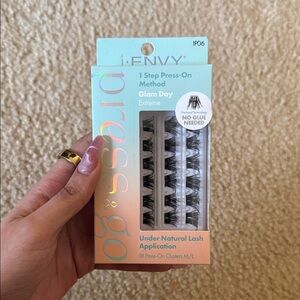 IP06
i·ENVY®
1 Step Press-On
Method
Glam Day
Extreme
NO GLUE
NEEDED
press & go
Under Natural Lash
Application
18 Press-On Clusters M/L